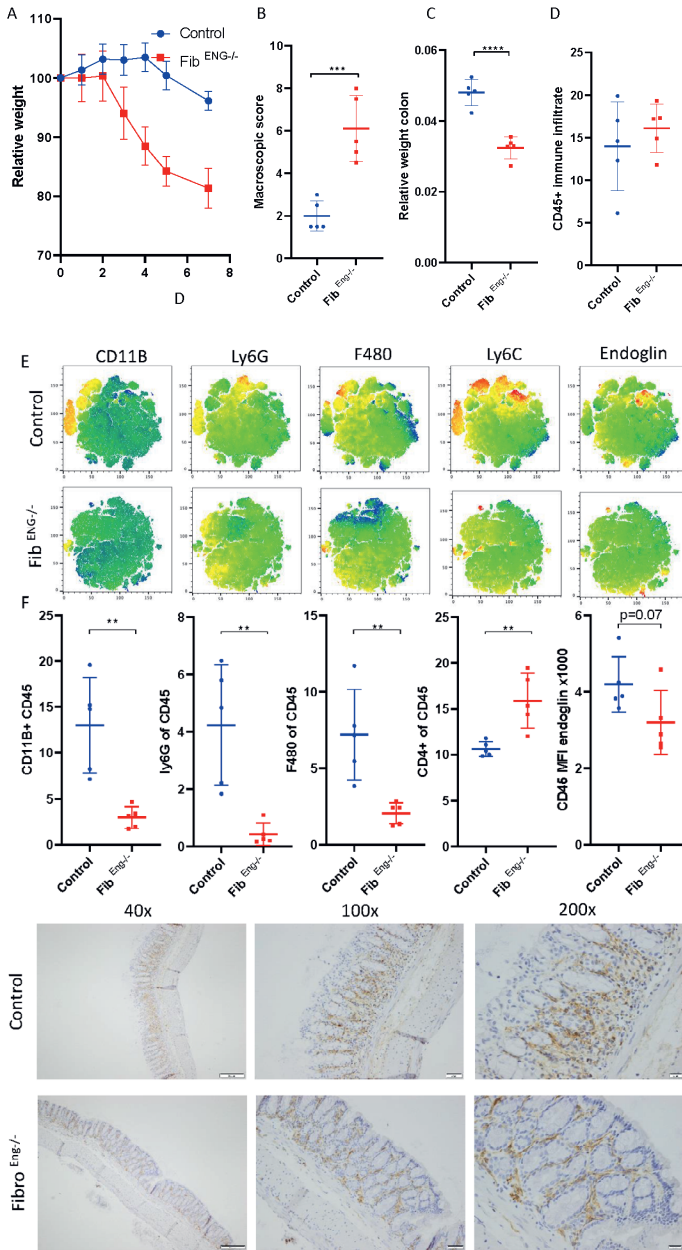 A
B
C
D
Control
Fib ENG-/-
Relative weight
110
100
90
80
70
0 2 4 6 8
D
Macroscopic score
10
8
6
4
2
0
***
Control
Fib Eng-/-
Relative weight colon
0.06
0.04
0.02
0.00
****
Control
Fib Eng-/-
CD45+ immune infiltrate
25
20
15
10
5
0
Control
Fib Eng-/-
E
CD11B Ly6G F480 Ly6C Endoglin
Control
Fib ENG-/-
F
CD11B+ CD45
25
20
15
10
5
0
**
Control
Fib Eng-/-
ly6G of CD45
8
6
4
2
0
**
Control
Fib Eng-/-
F480 of CD45
15
10
5
0
**
Control
Fib Eng-/-
CD4+ of CD45
25
20
15
10
5
0
**
Control
Fib Eng-/-
CD45 MFI endoglin x1000
6
4
2
0
p=0.07
Control
Fib Eng-/-
40x 100x 200x
Control
Fibro Eng-/-